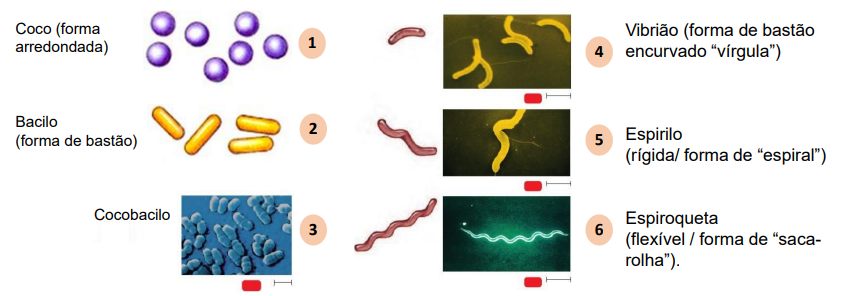 Coco (forma
arredondada)
1
Bacilo
(forma de bastão)
2
Cocobacilo
3
4
Vibrião (forma de bastão
encurvado “vírgula”)
5
Espirilo
(rígida/ forma de “espiral”)
6
Espiroqueta
(flexível / forma de “saca-
rolha”).